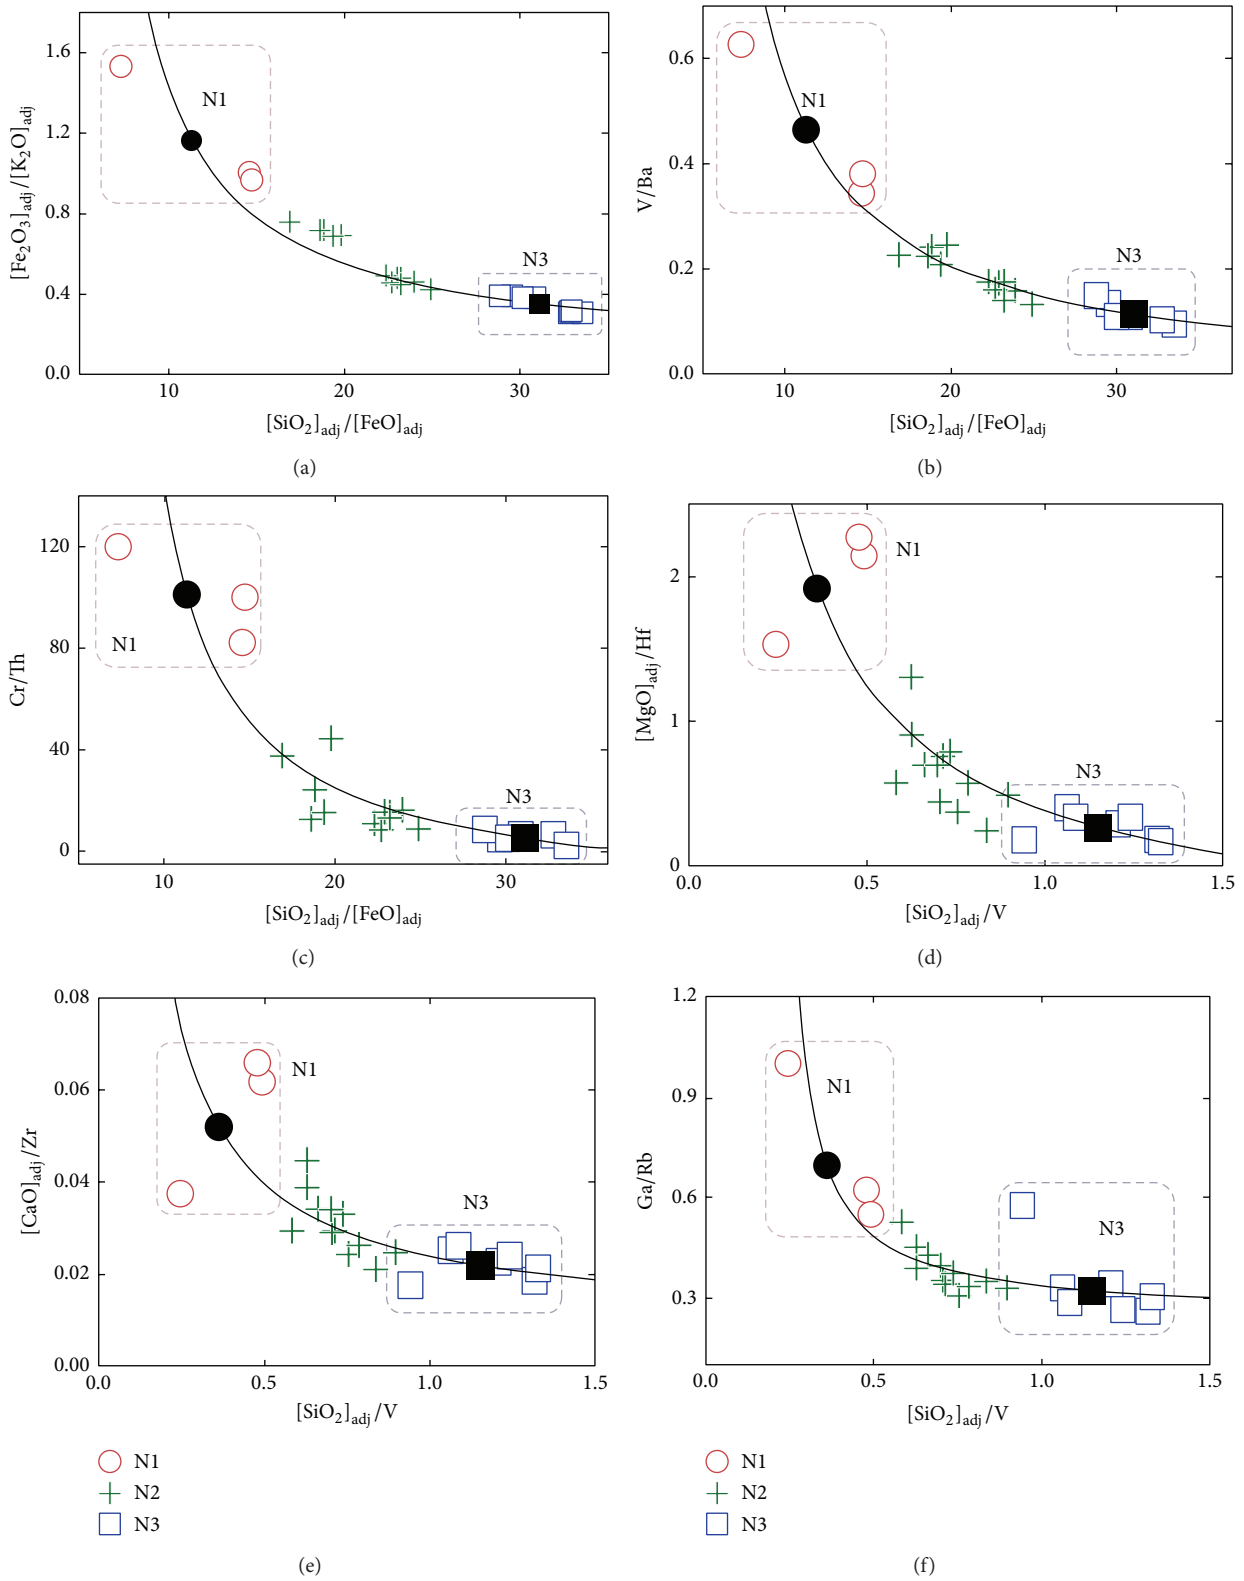 1.6
1.2
0.8
0.4
0.0
[Fe₂O₃]adj/[K₂O]adj
N1
N3
10 20 30
[SiO₂]adj/[FeO]adj
(a)
0.6
0.4
0.2
0.0
V/Ba
N1
N3
10 20 30
[SiO₂]adj/[FeO]adj
(b)
120
80
40
0
Cr/Th
N1
N3
10 20 30
[SiO₂]adj/[FeO]adj
(c)
2
1
0
[MgO]adj/Hf
N1
N3
0.0 0.5 1.0 1.5
[SiO₂]adj/V
(d)
0.08
0.06
0.04
0.02
0.00
[CaO]adj/Zr
N1
N3
0.0 0.5 1.0 1.5
[SiO₂]adj/V
N1
N2
N3
(e)
1.2
0.9
0.6
0.3
Ga/Rb
N1
N3
0.0 0.5 1.0 1.5
[SiO₂]adj/V
N1
N2
N3
(f)